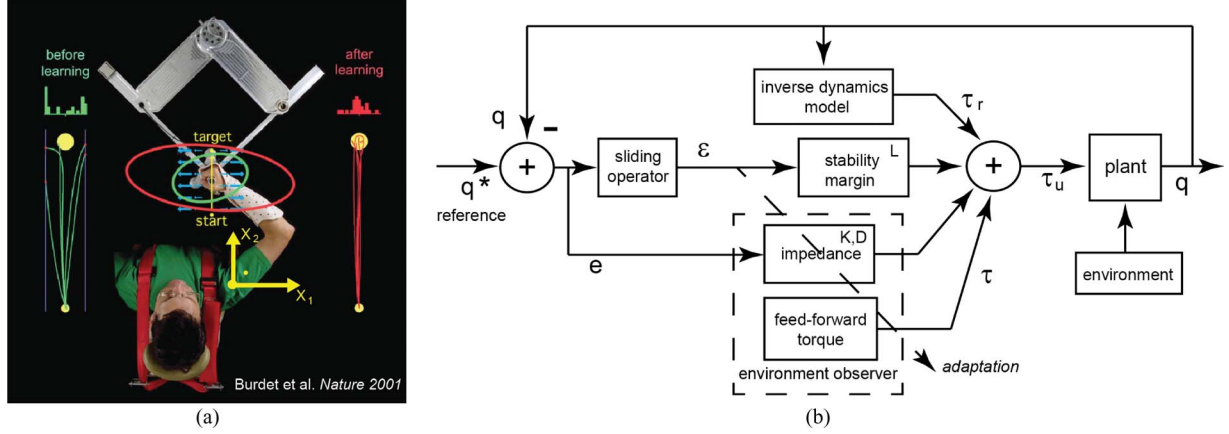 before
learning
after
learning
target
start
X2
X1
Burdet et al. Nature 2001
(a)
q
-
+
q*
reference
sliding
operator
ε
e
inverse dynamics
model
τr
stability
margin
L
K,D
impedance
feed-forward
torque
environment observer
adaptation
τ
+
τu
plant
q
environment
(b)